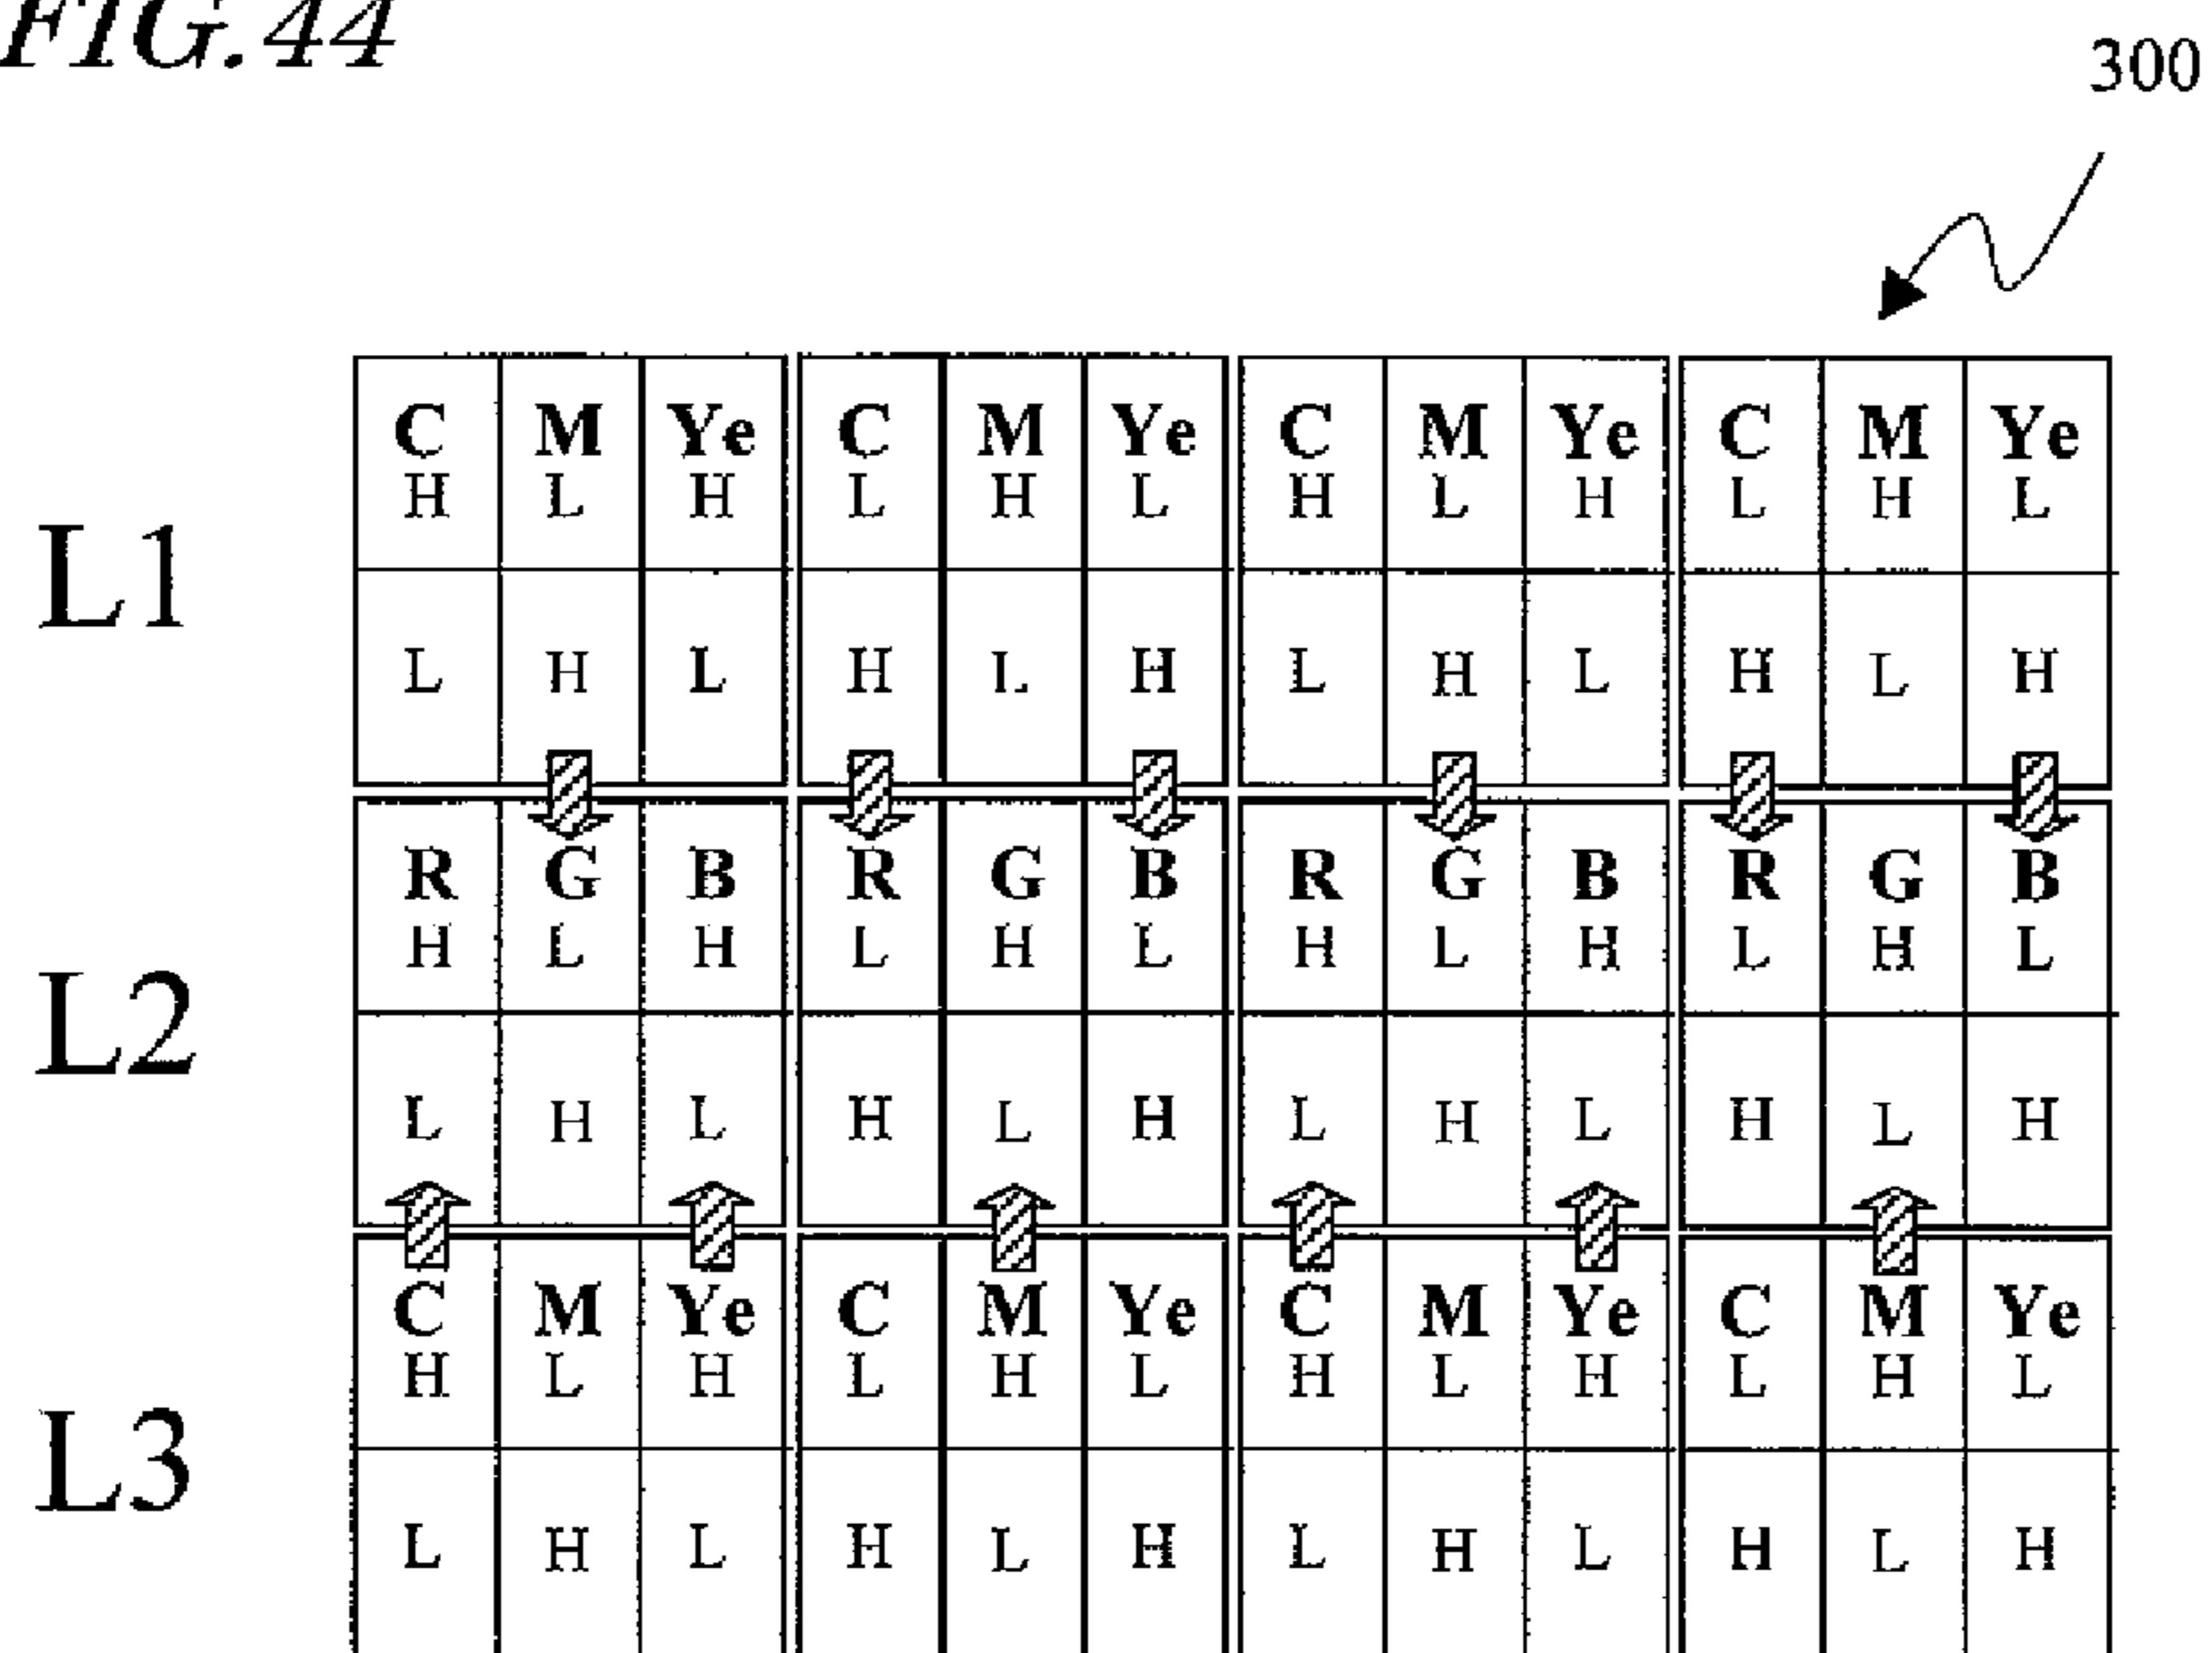 FIG.44
300
C M Ye C M Ye C M Ye C M Ye
H L H L H L H L H L H L
L1
L H L H L H L H L H L H
R G B R G B R G B R G B
H L H L H L H L H L H L
L2
L H L H L H L H L H L H
C M Ye C M Ye C M Ye C M Ye
H L H L H L H L H L H L
L3
L H L H L H L H L H L H